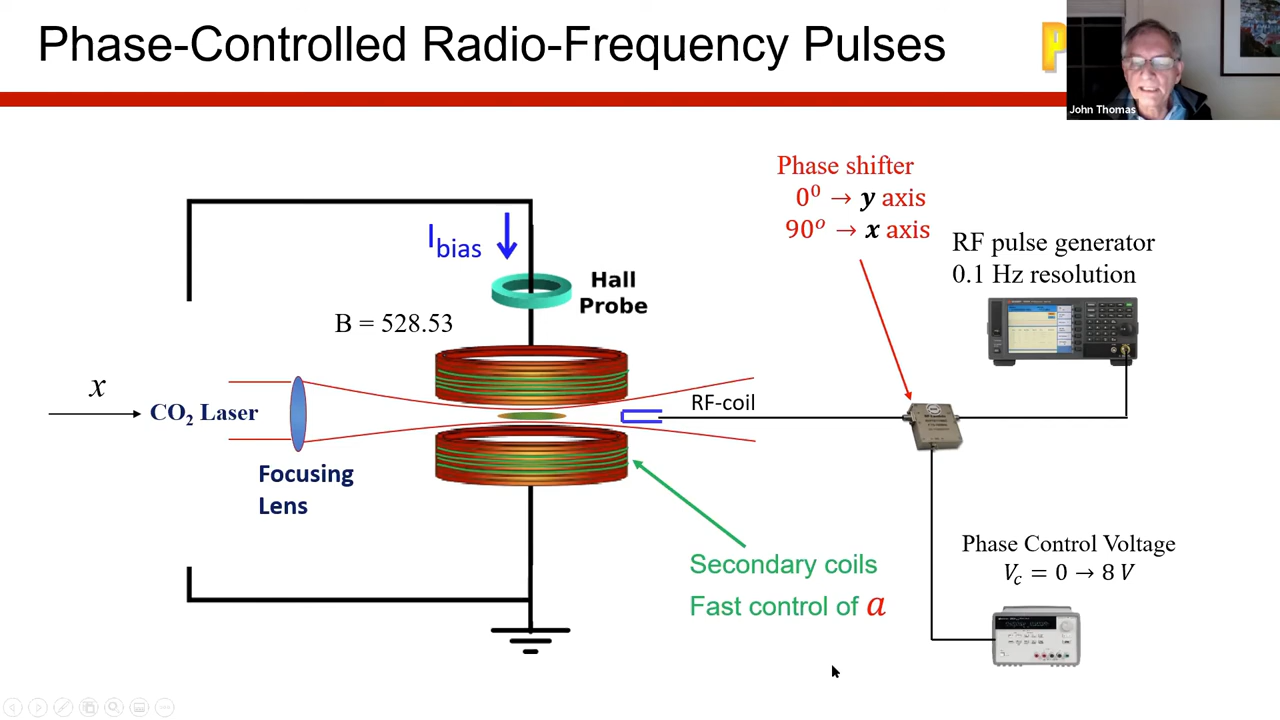 Phase-Controlled Radio-Frequency Pulses
P
John Thomas
Phase shifter
0⁰ → y axis
90ᵒ → x axis
RF pulse generator
0.1 Hz resolution
I bias
Hall
Probe
B = 528.53
x
CO₂ Laser
RF-coil
Focusing
Lens
Secondary coils
Fast control of a
Phase Control Voltage
V_c = 0 → 8 V